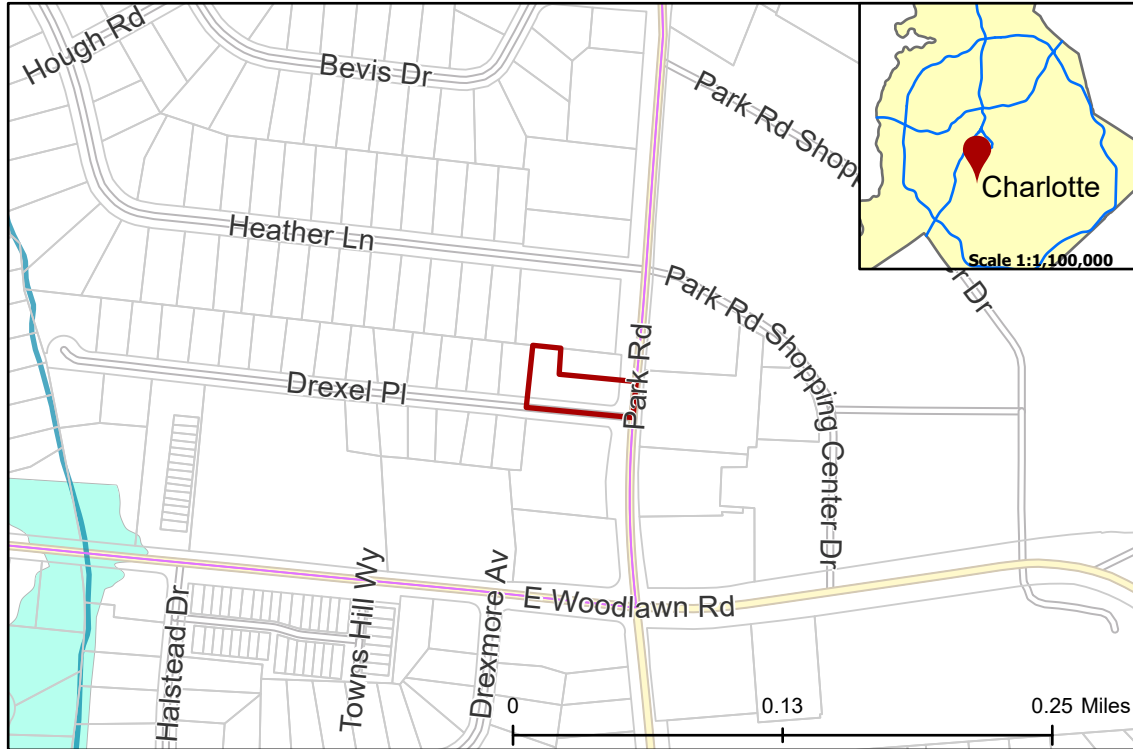 Hough Rd
Bevis Dr
Park Rd Shopp
er Dr
Charlotte
Scale 1:1,100,000
Heather Ln
Park Rd Shopping Center Dr
Park Rd
Drexel Pl
E Woodlawn Rd
Halstead Dr
Towns Hill Wy
Drexmore Av
0
0.13
0.25 Miles